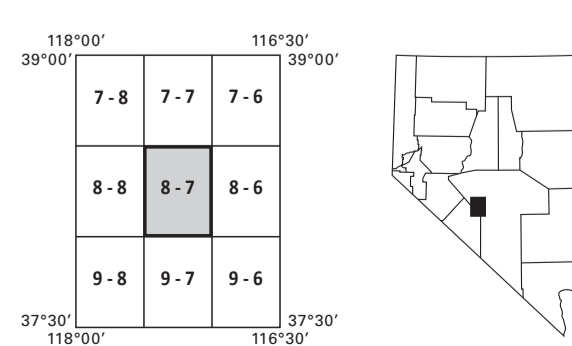 118°00′ 116°30′
39°00′ 39°00′
7 - 8 7 - 7 7 - 6
8 - 8 8 - 7 8 - 6
9 - 8 9 - 7 9 - 6
37°30′ 37°30′
118°00′ 116°30′